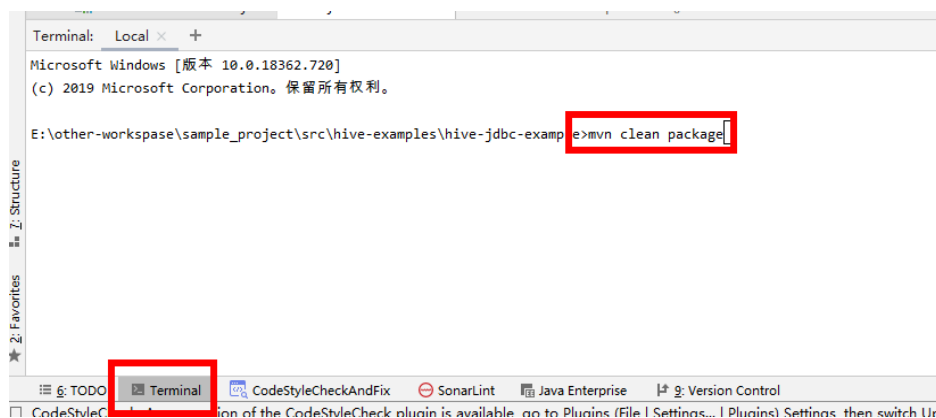 Terminal: Local × +
Microsoft Windows [版本 10.0.18362.720]
(c) 2019 Microsoft Corporation。保留所有权利。
E:\other-workspase\sample_project\src\hive-examples\hive-jdbc-example>mvn clean package
7: Structure
2: Favorites
6: TODO Terminal CodeStyleCheckAndFix SonarLint Java Enterprise 9: Version Control
ion of the CodeStyleCheck plugin is available, go to Plugins (File | Settings... | Plugins) Settings, then switch